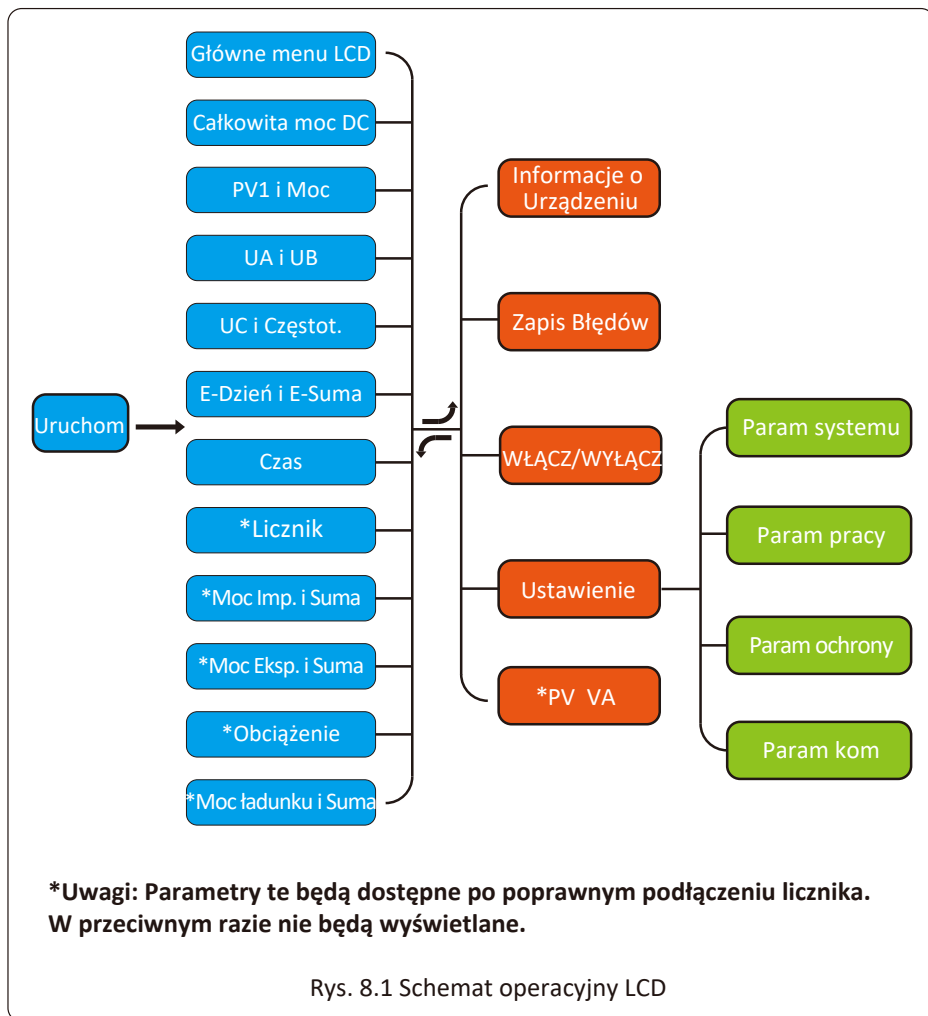 Główne menu LCD
Całkowita moc DC
PV1 i Moc
UA i UB
UC i Częstot.
E-Dzień i E-Suma
Uruchom
Czas
*Licznik
*Moc Imp. i Suma
*Moc Eksp. i Suma
*Obciążenie
*Moc ładunku i Suma
Informacje o
Urządzeniu
Zapis Błędów
WŁĄCZ/WYŁĄCZ
Ustawienie
*PV VA
Param systemu
Param pracy
Param ochrony
Param kom
*Uwagi: Parametry te będą dostępne po poprawnym podłączeniu licznika.
W przeciwnym razie nie będą wyświetlane.
Rys. 8.1 Schemat operacyjny LCD